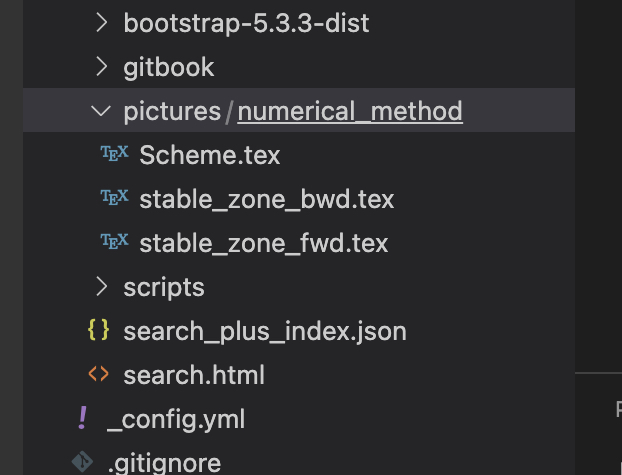 bootstrap-5.3.3-dist
gitbook
pictures/numerical_method
TEX Scheme.tex
TEX stable_zone_bwd.tex
TEX stable_zone_fwd.tex
scripts
{} search_plus_index.json
<> search.html
! _config.yml
.gitignore